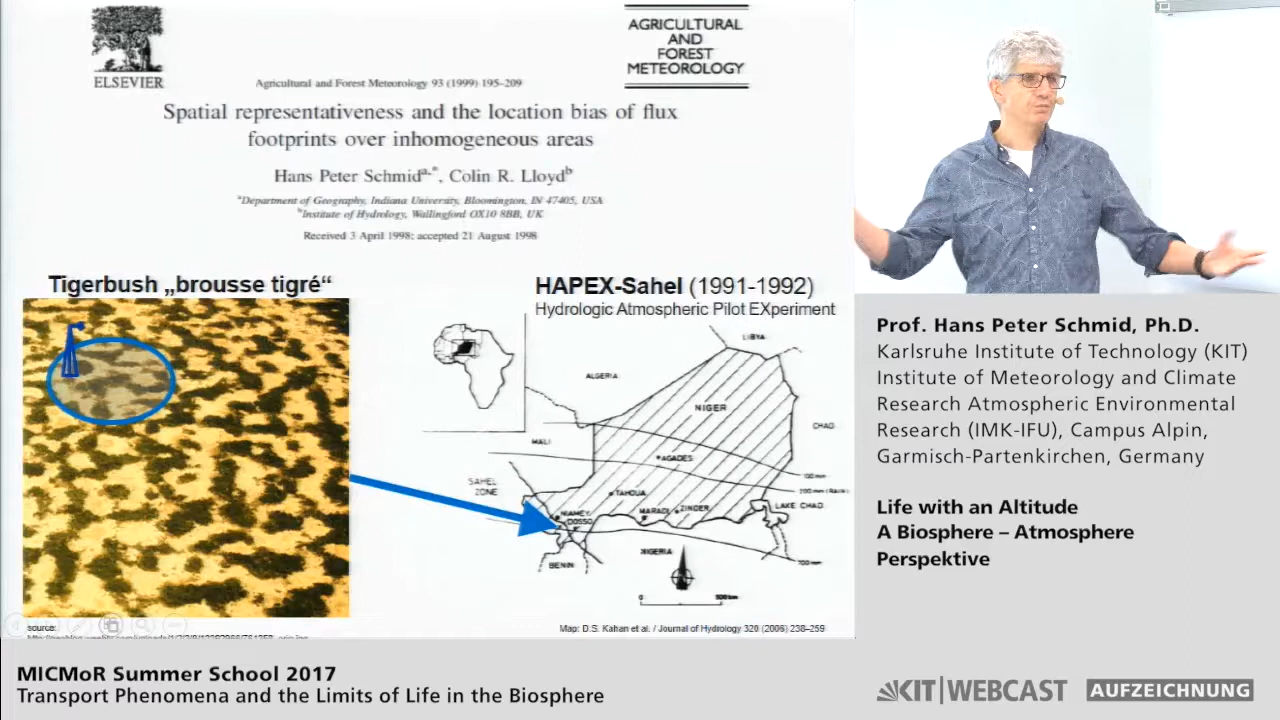 ELSEVIER
AGRICULTURAL
AND
FOREST
METEOROLOGY
Agricultural and Forest Meteorology 93 (1999) 195–209
Spatial representativeness and the location bias of flux
footprints over inhomogeneous areas
Hans Peter Schmidᵃ,*, Colin R. Lloydᵇ
ᵃDepartment of Geography, Indiana University, Bloomington, IN 47405, USA
ᵇInstitute of Hydrology, Wallingford OX10 8BB, UK
Received 3 April 1998; accepted 21 August 1998
Tigerbush „brousse tigré“
HAPEX-Sahel (1991-1992)
Hydrologic Atmospheric Pilot EXperiment
LIBYA
ALGERIA
NIGER
CHAD
MALI
AGADES
100 mm
SAHEL
ZONE
TAHOUA
LAKE CHAD
NIAMEY
MARADI
ZINDER
DOSSO
NIGERIA
BENIN
700 mm
0
500 km
source:
Map: D.S. Kahan et al. / Journal of Hydrology 320 (2006) 238–259
Prof. Hans Peter Schmid, Ph.D.
Karlsruhe Institute of Technology (KIT)
Institute of Meteorology and Climate
Research Atmospheric Environmental
Research (IMK-IFU), Campus Alpin,
Garmisch-Partenkirchen, Germany
Life with an Altitude
A Biosphere – Atmosphere
Perspektive
MICMoR Summer School 2017
Transport Phenomena and the Limits of Life in the Biosphere
KIT|WEBCAST
AUFZEICHNUNG